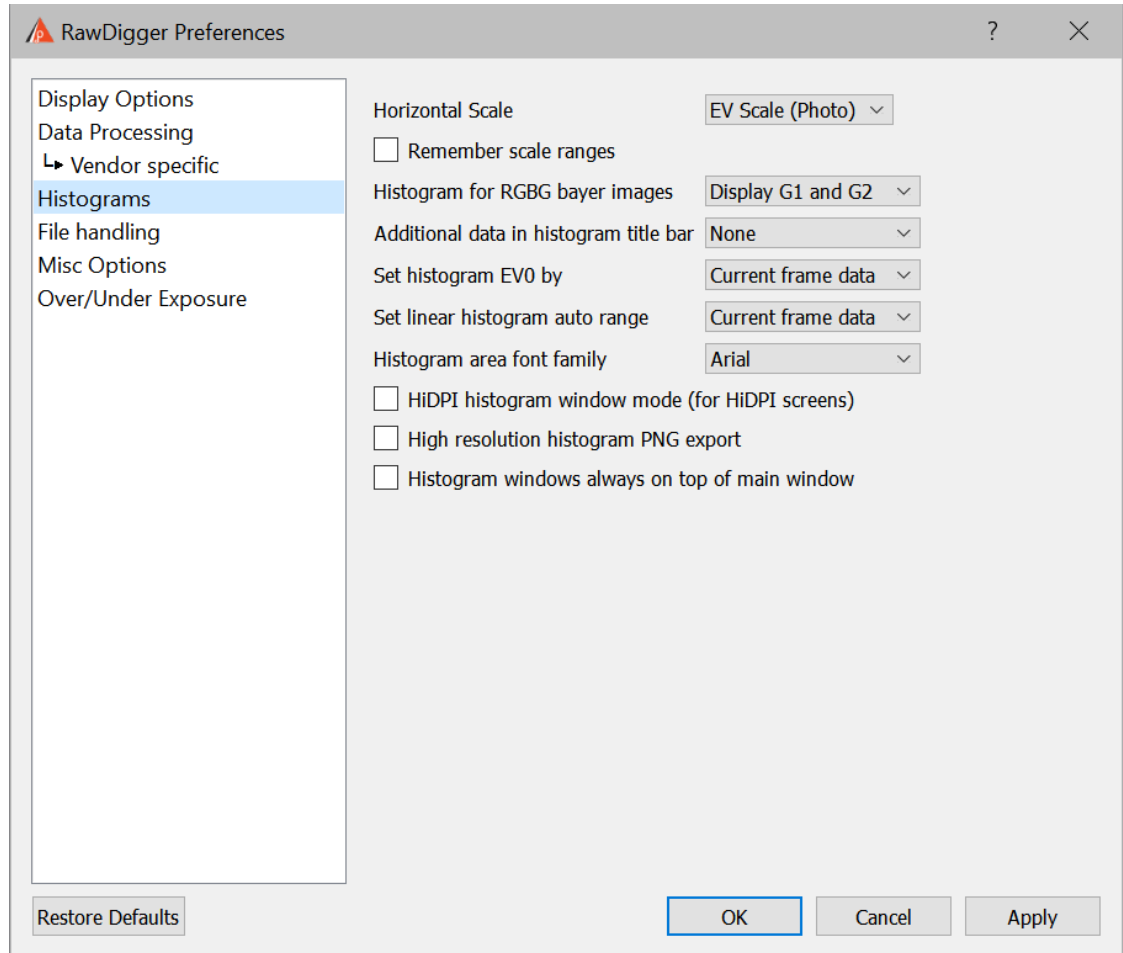 RawDigger Preferences
Display Options
Data Processing
Vendor specific
Histograms
File handling
Misc Options
Over/Under Exposure
Horizontal Scale EV Scale (Photo)
Remember scale ranges
Histogram for RGBG bayer images Display G1 and G2
Additional data in histogram title bar None
Set histogram EV0 by Current frame data
Set linear histogram auto range Current frame data
Histogram area font family Arial
HiDPI histogram window mode (for HiDPI screens)
High resolution histogram PNG export
Histogram windows always on top of main window
Restore Defaults OK Cancel Apply